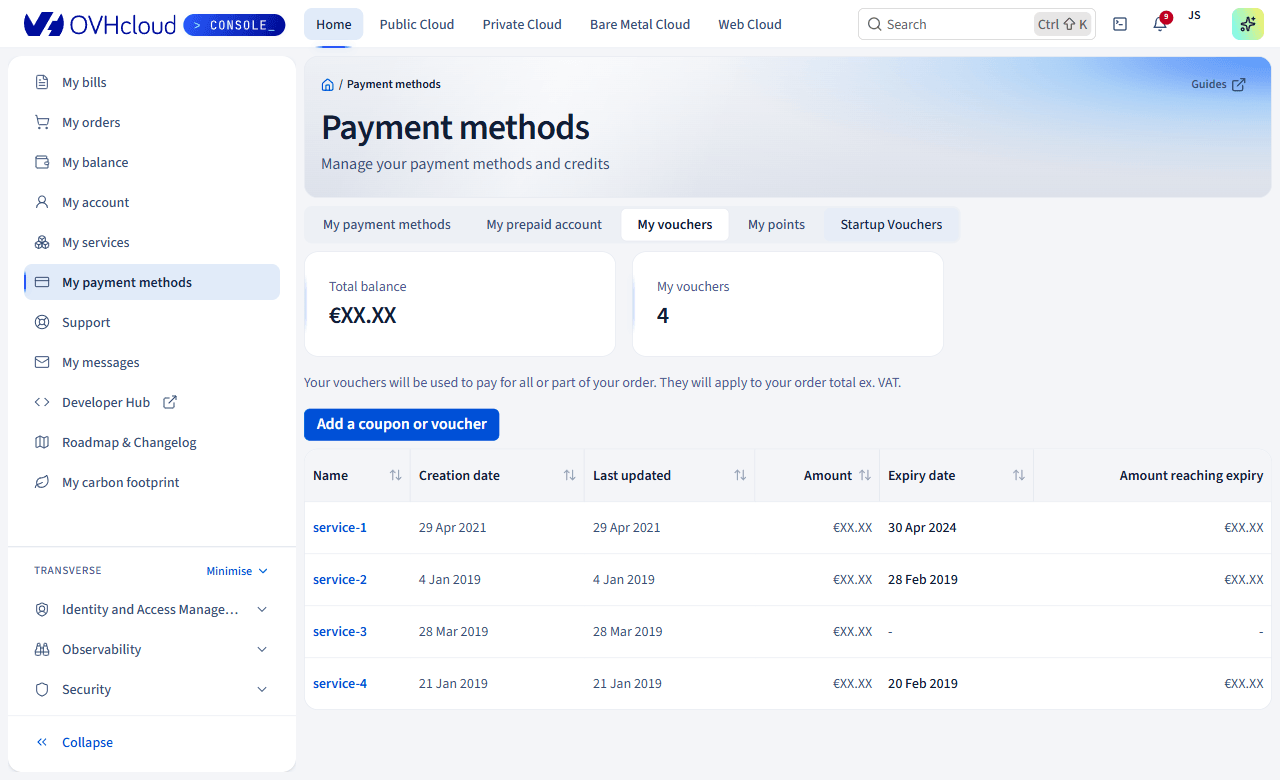 OVHcloud > CONSOLE_ Home Public Cloud Private Cloud Bare Metal Cloud Web Cloud Search Ctrl ⇧ K 9 JS
My bills
My orders
My balance
My account
My services
My payment methods
Support
My messages
Developer Hub
Roadmap & Changelog
My carbon footprint
TRANSVERSE Minimise
Identity and Access Manage...
Observability
Security
Collapse
/ Payment methods Guides
Payment methods
Manage your payment methods and credits
My payment methods My prepaid account My vouchers My points Startup Vouchers
Total balance
€XX.XX
My vouchers
4
Your vouchers will be used to pay for all or part of your order. They will apply to your order total ex. VAT.
Add a coupon or voucher
Name Creation date Last updated Amount Expiry date Amount reaching expiry
service-1 29 Apr 2021 29 Apr 2021 €XX.XX 30 Apr 2024 €XX.XX
service-2 4 Jan 2019 4 Jan 2019 €XX.XX 28 Feb 2019 €XX.XX
service-3 28 Mar 2019 28 Mar 2019 €XX.XX - -
service-4 21 Jan 2019 21 Jan 2019 €XX.XX 20 Feb 2019 €XX.XX